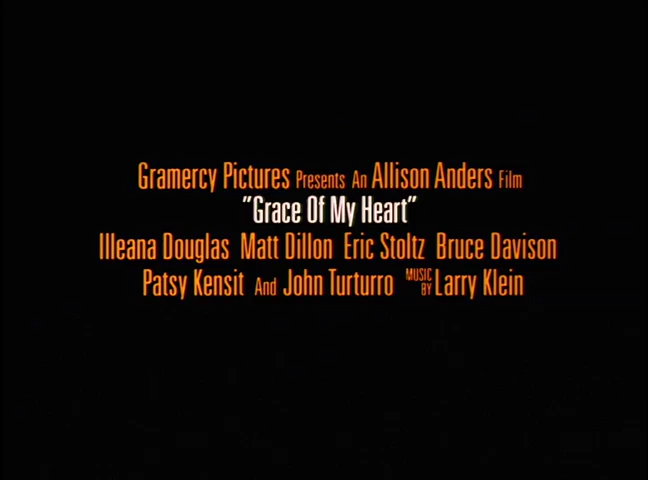 Gramercy Pictures Presents An Allison Anders Film
"Grace Of My Heart"
Illeana Douglas Matt Dillon Eric Stoltz Bruce Davison
Patsy Kensit And John Turturro MUSIC BY Larry Klein